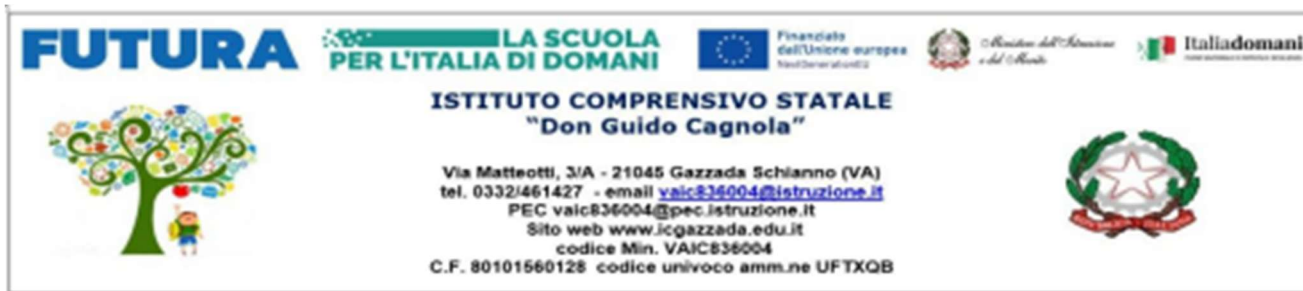 FUTURA
LA SCUOLA
PER L'ITALIA DI DOMANI
Finanziato
dall'Unione europea
NextGenerationEU
Ministero dell'Istruzione
e del Merito
Italiadomani
ISTITUTO COMPRENSIVO STATALE
“Don Guido Cagnola”
Via Matteotti, 3/A - 21045 Gazzada Schianno (VA)
tel. 0332/461427 - email vaic836004@istruzione.it
PEC vaic836004@pec.istruzione.it
Sito web www.icgazzada.edu.it
codice Min. VAIC836004
C.F. 80101560128 codice univoco amm.ne UFTXQB